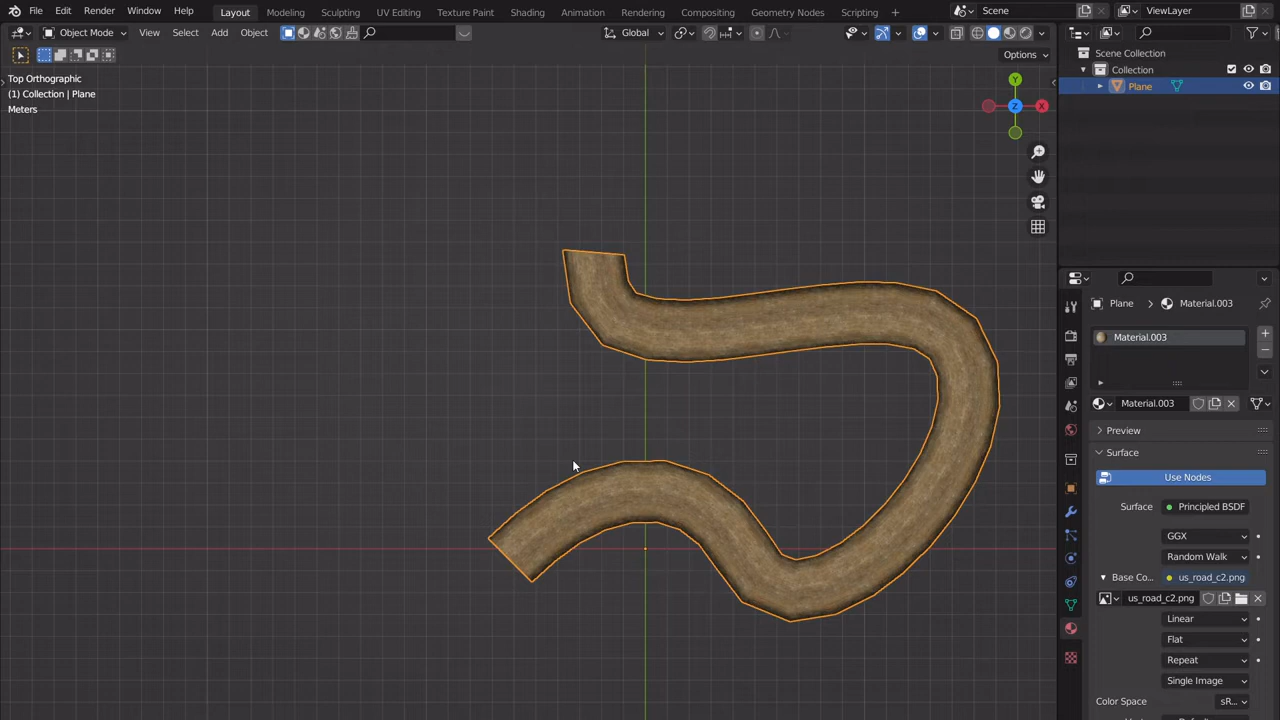 File Edit Render Window Help Layout Modeling Sculpting UV Editing Texture Paint Shading Animation Rendering Compositing Geometry Nodes Scripting + Scene ViewLayer
Object Mode View Select Add Object Global
Options
Top Orthographic
(1) Collection | Plane
Meters
Y
Z
X
Scene Collection
Collection
Plane
Plane Material.003
Material.003
Material.003
Preview
Surface
Use Nodes
Surface Principled BSDF
GGX
Random Walk
Base Co... us_road_c2.png
us_road_c2.png
Linear
Flat
Repeat
Single Image
Color Space sR...